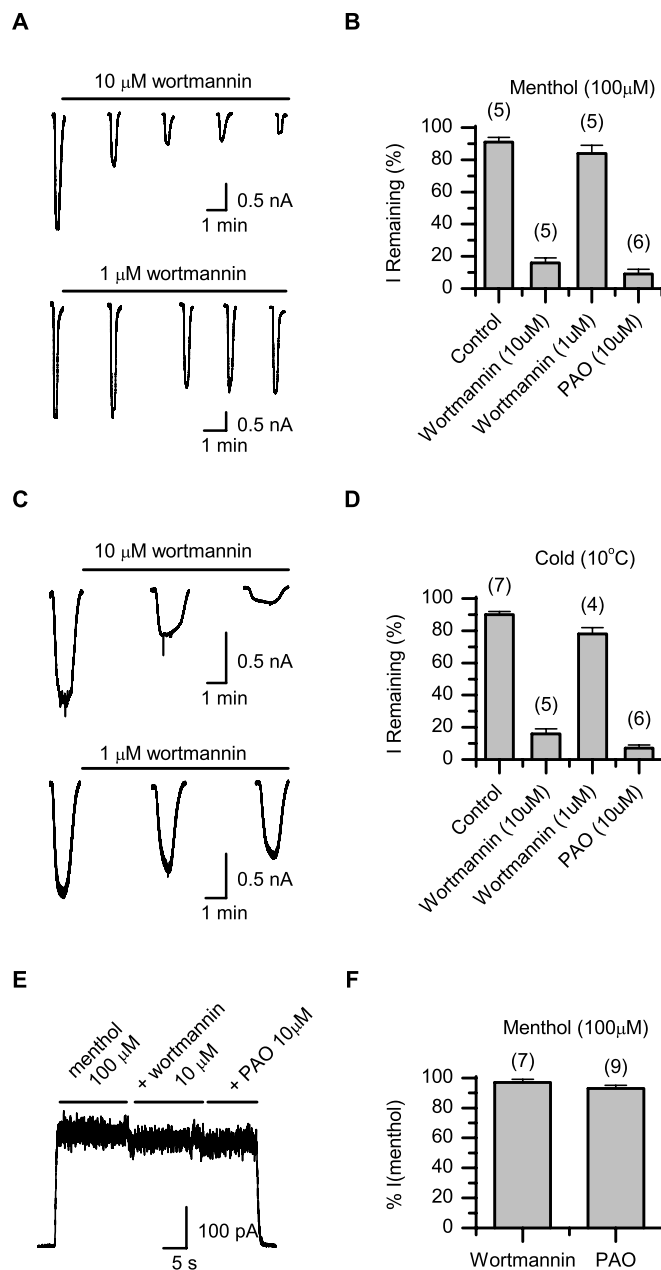 A
10 μM wortmannin
0.5 nA
1 min
1 μM wortmannin
0.5 nA
1 min
B
Menthol (100μM)
(5)
(5)
(5)
(6)
100
80
60
40
20
0
I Remaining (%)
Control
Wortmannin (10uM)
Wortmannin (1uM)
PAO (10uM)
C
10 μM wortmannin
0.5 nA
1 min
1 μM wortmannin
0.5 nA
1 min
D
Cold (10°C)
(7)
(5)
(4)
(6)
100
80
60
40
20
0
I Remaining (%)
Control
Wortmannin (10uM)
Wortmannin (1uM)
PAO (10uM)
E
menthol
100 μM
+ wortmannin
10 μM
+ PAO 10μM
100 pA
5 s
F
Menthol (100μM)
(7)
(9)
100
80
60
40
20
0
% I(menthol)
Wortmannin
PAO